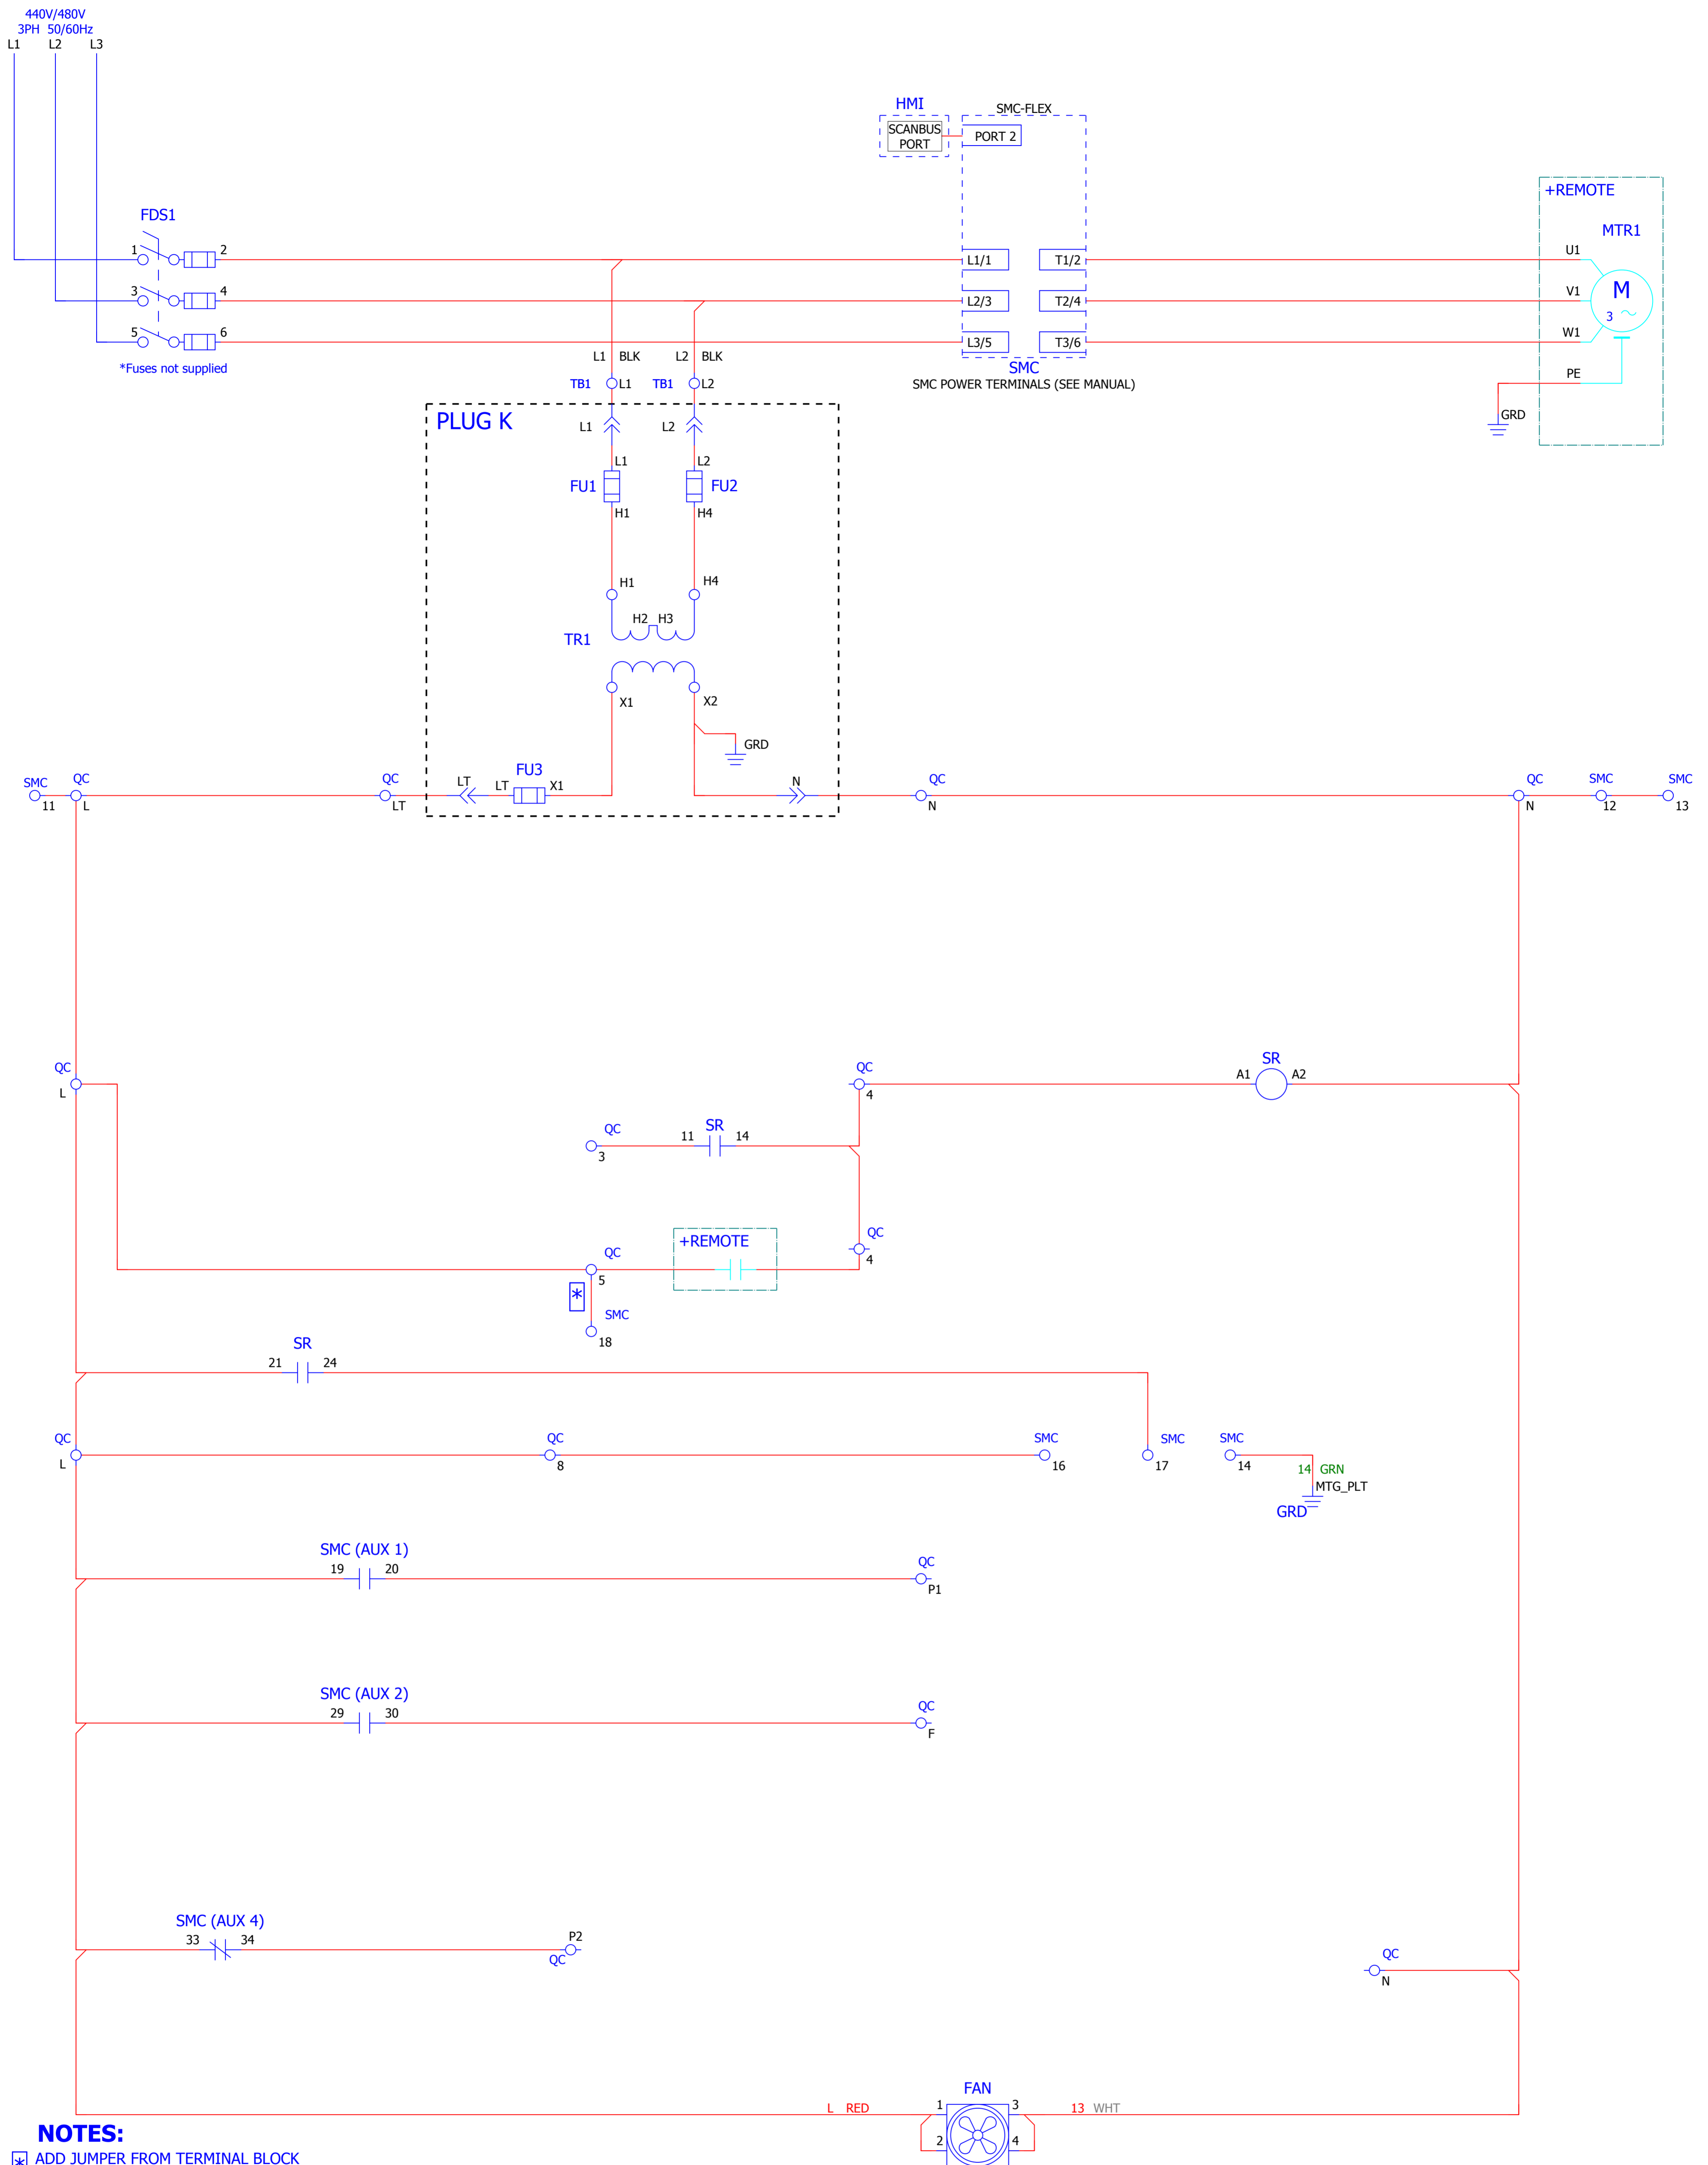 440V/480V
3PH 50/60Hz
L1 L2 L3
HMI
SMC-FLEX
SCANBUS
PORT
PORT 2
+REMOTE
MTR1
FDS1
1 2
L1/1 T1/2
U1
3 4
L2/3 T2/4
V1
M
3
5 6
L3/5 T3/6
W1
*Fuses not supplied
L1 BLK L2 BLK
SMC
SMC POWER TERMINALS (SEE MANUAL)
PE
GRD
TB1 L1 TB1 L2
PLUG K
L1 L2
L1 L2
FU1 FU2
H1 H4
H1 H4
H2 H3
TR1
X1 X2
GRD
FU3
SMC QC QC LT LT X1 N QC QC SMC SMC
11 L LT N N 12 13
QC QC SR
L 4 A1 A2
QC SR
3 11 14
QC
4
+REMOTE
QC
5
*
SMC
18
SR
21 24
QC QC SMC SMC SMC
L 8 16 17 14
14 GRN
MTG_PLT
GRD
SMC (AUX 1)
19 20
QC
P1
SMC (AUX 2)
29 30
QC
F
SMC (AUX 4)
33 34
P2
QC
QC
N
FAN
L RED 1 3 13 WHT
2 4
NOTES:
* ADD JUMPER FROM TERMINAL BLOCK